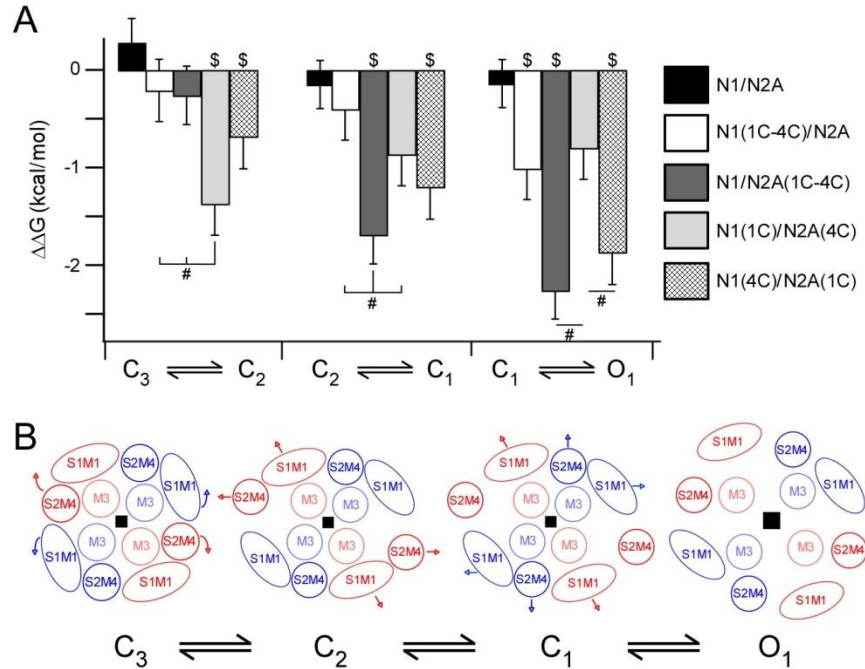 A
$ $ $ $ $ $ $
0
-1
-2
ΔΔG (kcal/mol)
# # # #
C3 ⇌ C2 C2 ⇌ C1 C1 ⇌ O1
N1/N2A
N1(1C-4C)/N2A
N1/N2A(1C-4C)
N1(1C)/N2A(4C)
N1(4C)/N2A(1C)
B
S1M1 S2M4 S1M1 S2M4 M3 M3 M3 M3 S2M4 S1M1 S2M4 S1M1
S1M1 S2M4 S1M1 S2M4 M3 M3 M3 M3 S2M4 S1M1 S2M4 S1M1
S1M1 S2M4 S1M1 S2M4 M3 M3 M3 M3 S2M4 S1M1 S2M4 S1M1
S1M1 S2M4 S1M1 S2M4 M3 M3 M3 M3 S2M4 S1M1 S2M4 S1M1
C3 ⇌ C2 ⇌ C1 ⇌ O1